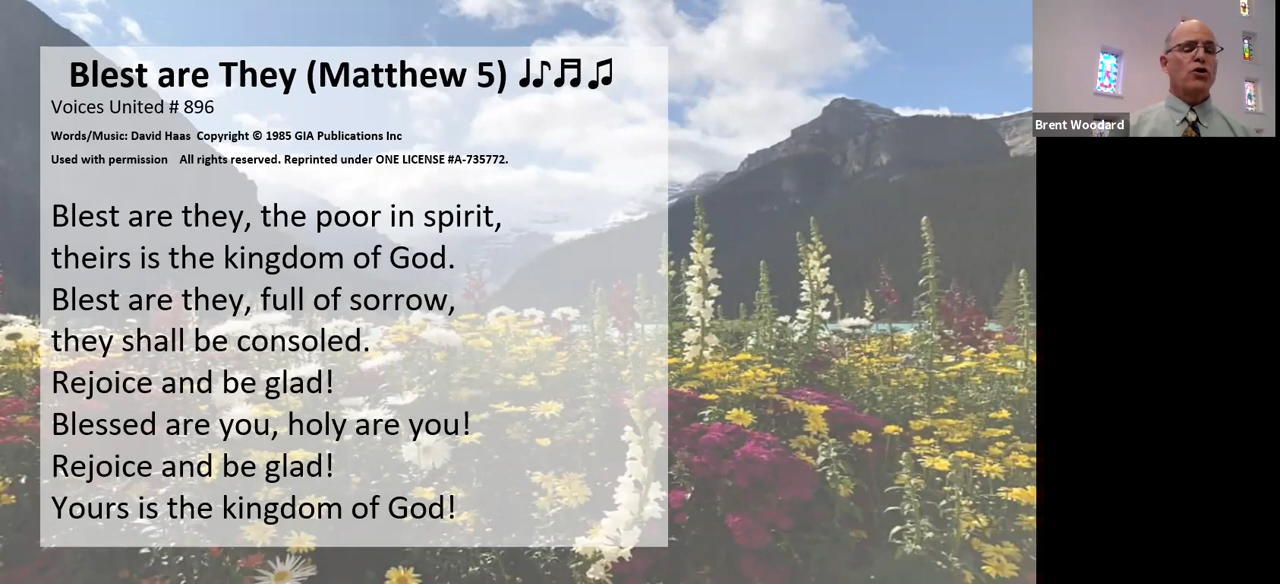 Blest are They (Matthew 5) ♩♪♬♫
Voices United # 896
Words/Music: David Haas Copyright © 1985 GIA Publications Inc
Used with permission All rights reserved. Reprinted under ONE LICENSE #A-735772.
Blest are they, the poor in spirit,
theirs is the kingdom of God.
Blest are they, full of sorrow,
they shall be consoled.
Rejoice and be glad!
Blessed are you, holy are you!
Rejoice and be glad!
Yours is the kingdom of God!
Brent Woodard